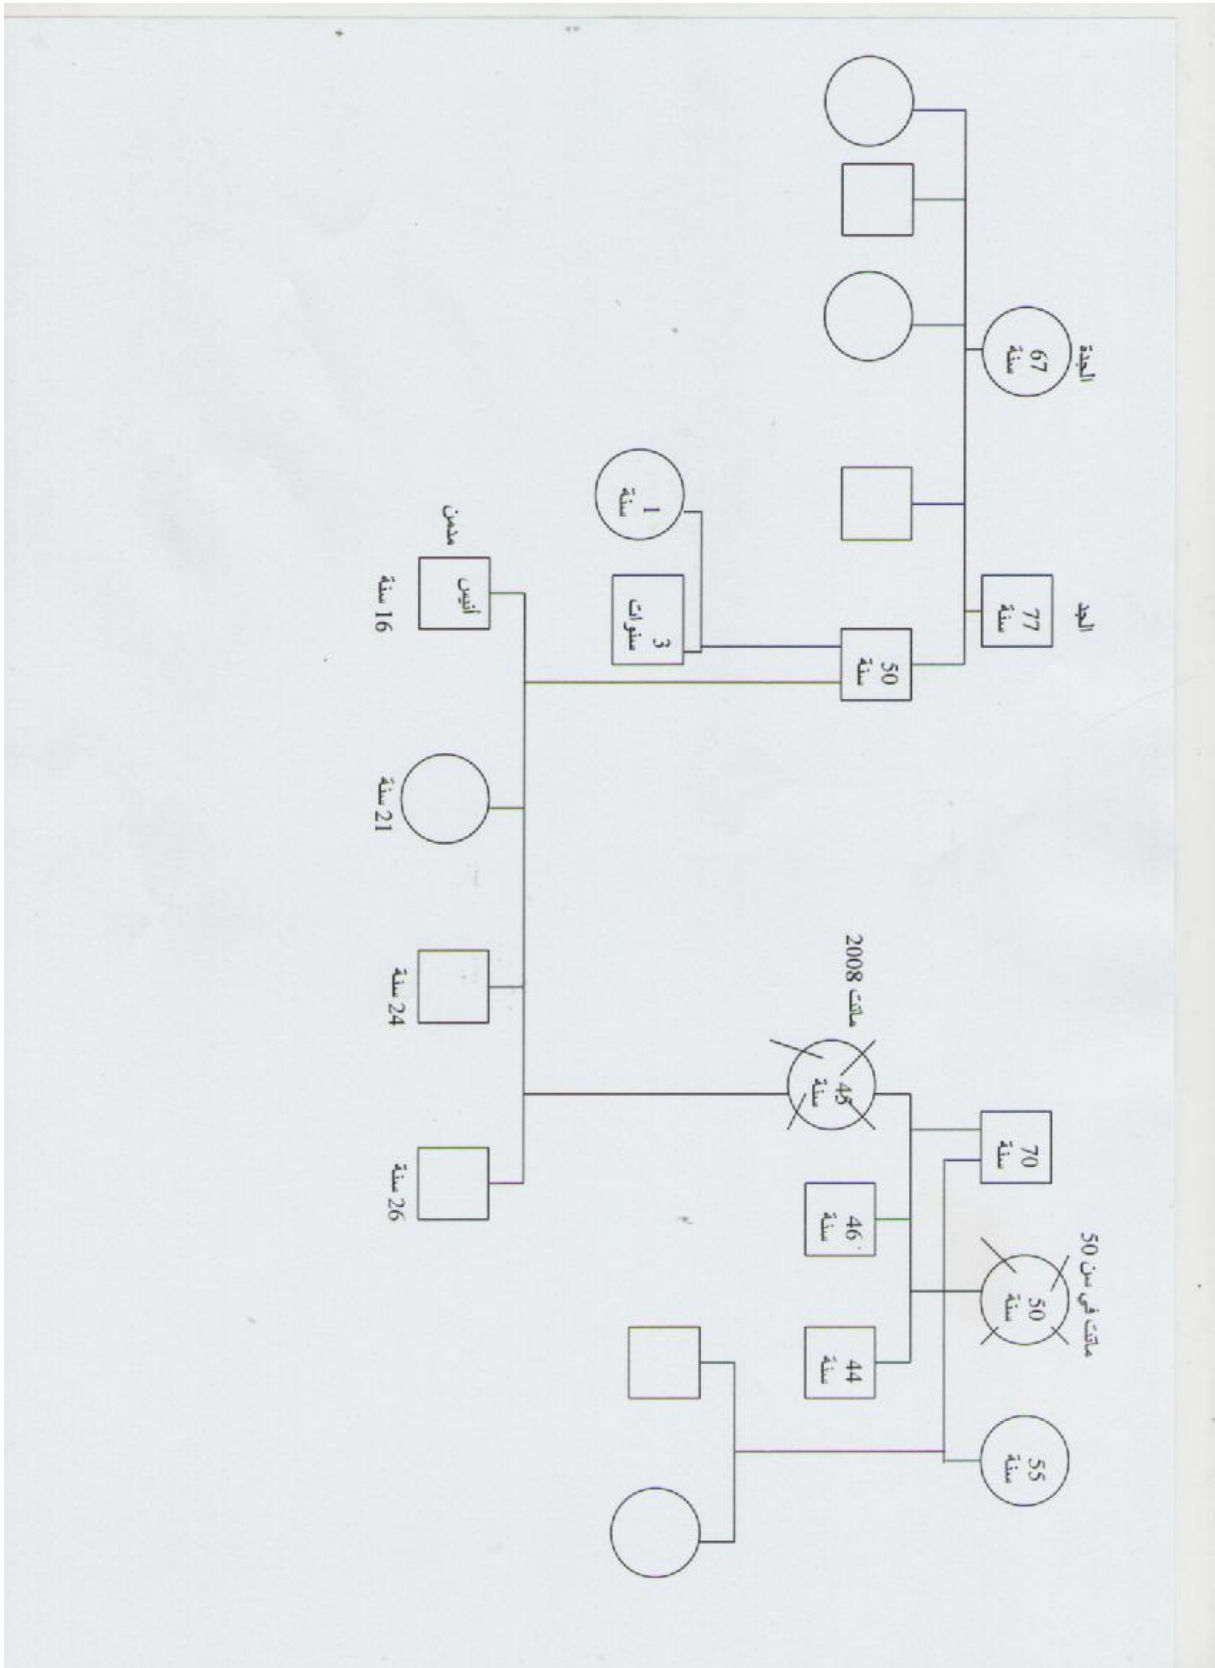 الجدة
67
سنة
الجد
77
سنة
70
سنة
ماتت في سن 50
50
سنة
55
سنة
50
سنة
ماتت 2008
45
سنة
46
سنة
44
سنة
1
سنة
3
سنوات
مدمن
أنيس
16 سنة
21 سنة
24 سنة
26 سنة